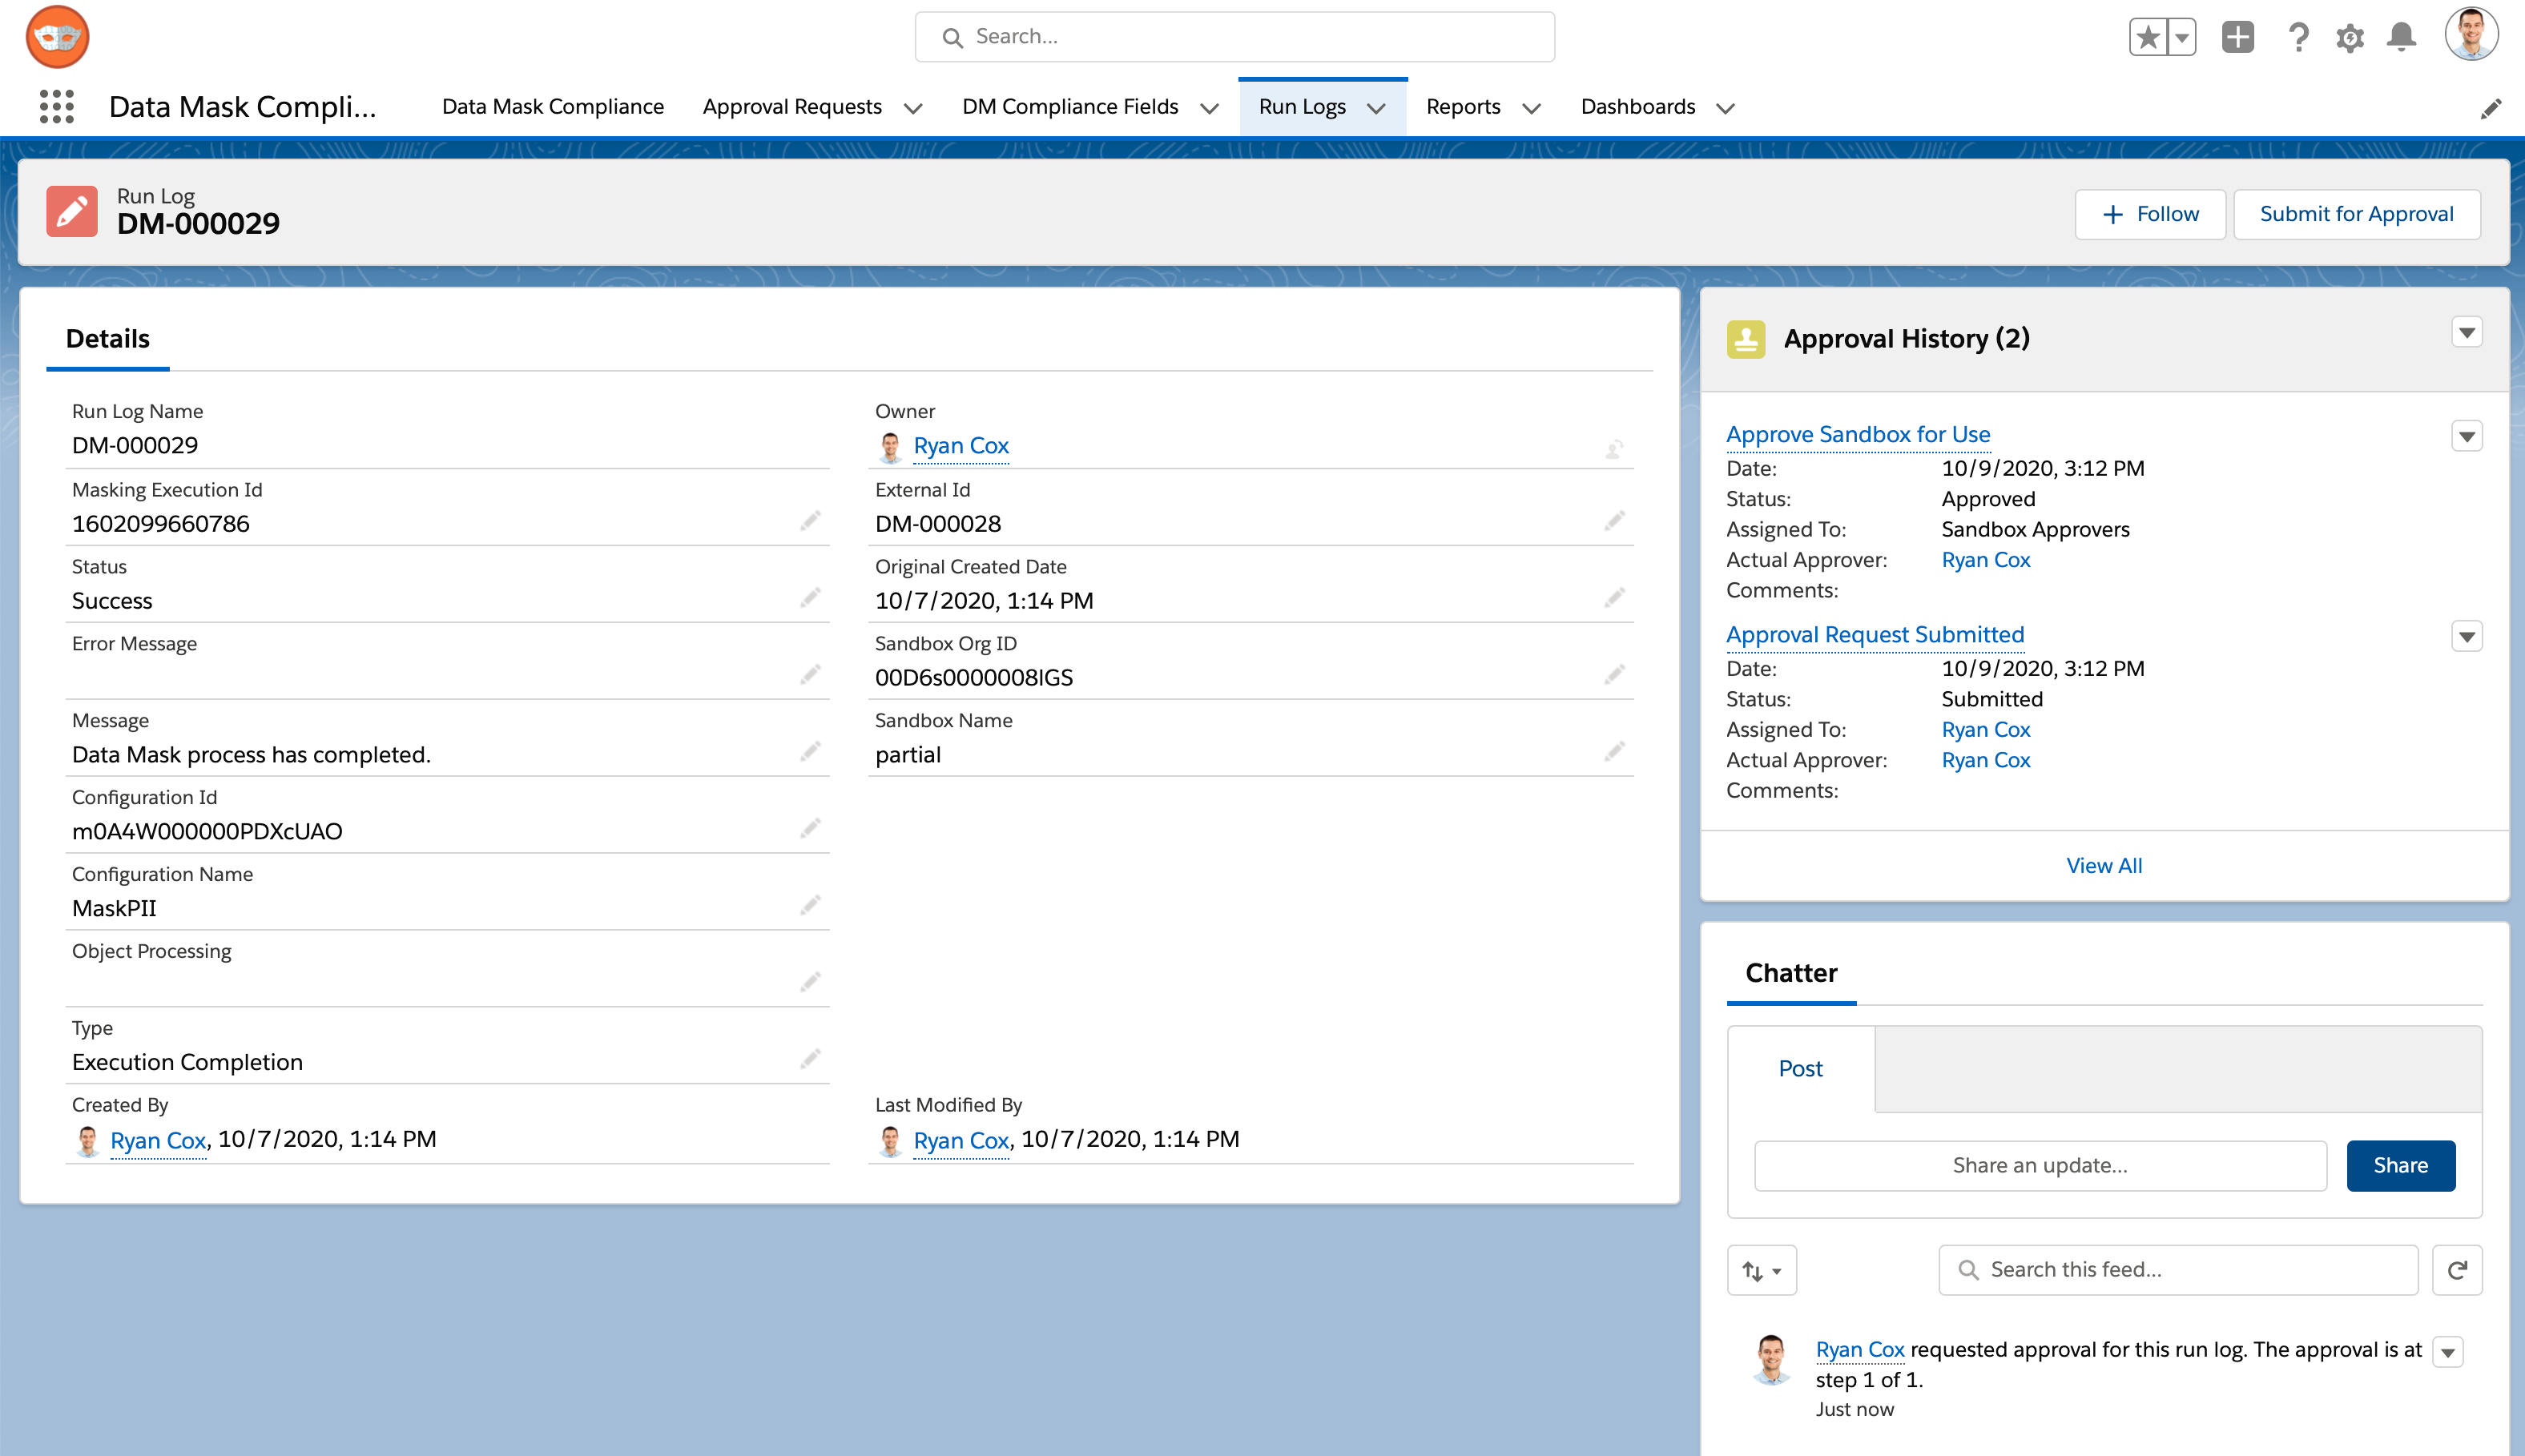 Search...
Data Mask Compli...
Data Mask Compliance
Approval Requests
DM Compliance Fields
Run Logs
Reports
Dashboards
Run Log
DM-000029
Follow
Submit for Approval
Details
Run Log Name
DM-000029
Owner
Ryan Cox
Masking Execution Id
1602099660786
External Id
DM-000028
Status
Success
Original Created Date
10/7/2020, 1:14 PM
Error Message
Sandbox Org ID
00D6s0000008IGS
Message
Data Mask process has completed.
Sandbox Name
partial
Configuration Id
m0A4W000000PDXcUAO
Configuration Name
MaskPII
Object Processing
Type
Execution Completion
Created By
Ryan Cox, 10/7/2020, 1:14 PM
Last Modified By
Ryan Cox, 10/7/2020, 1:14 PM
Approval History (2)
Approve Sandbox for Use
Date: 10/9/2020, 3:12 PM
Status: Approved
Assigned To: Sandbox Approvers
Actual Approver: Ryan Cox
Comments:
Approval Request Submitted
Date: 10/9/2020, 3:12 PM
Status: Submitted
Assigned To: Ryan Cox
Actual Approver: Ryan Cox
Comments:
View All
Chatter
Post
Share an update...
Share
Search this feed...
Ryan Cox requested approval for this run log. The approval is at
step 1 of 1.
Just now